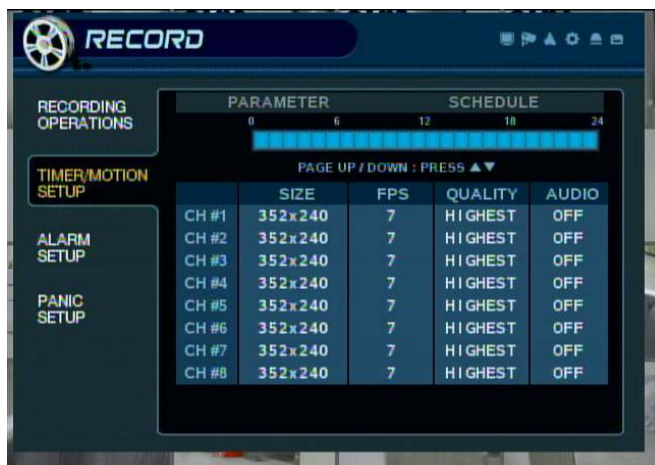 RECORD
RECORDING
OPERATIONS
TIMER/MOTION
SETUP
ALARM
SETUP
PANIC
SETUP
PARAMETER SCHEDULE
0 6 12 18 24
PAGE UP / DOWN : PRESS ▲▼
SIZE FPS QUALITY AUDIO
CH #1 352x240 7 HIGHEST OFF
CH #2 352x240 7 HIGHEST OFF
CH #3 352x240 7 HIGHEST OFF
CH #4 352x240 7 HIGHEST OFF
CH #5 352x240 7 HIGHEST OFF
CH #6 352x240 7 HIGHEST OFF
CH #7 352x240 7 HIGHEST OFF
CH #8 352x240 7 HIGHEST OFF